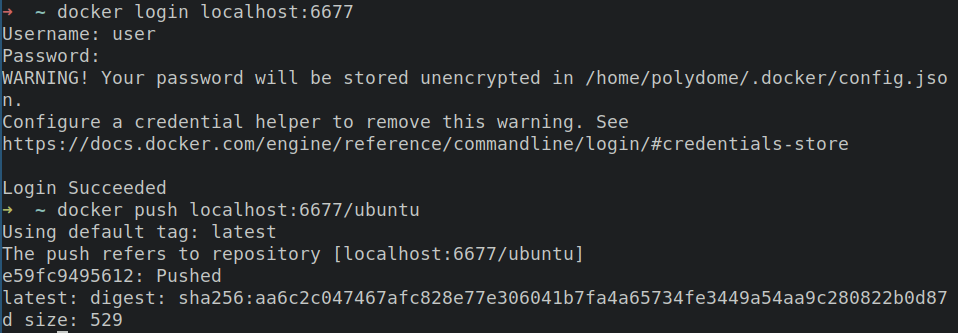 ➜  ~ docker login localhost:6677
Username: user
Password:
WARNING! Your password will be stored unencrypted in /home/polydome/.docker/config.jso
n.
Configure a credential helper to remove this warning. See
https://docs.docker.com/engine/reference/commandline/login/#credentials-store
Login Succeeded
➜  ~ docker push localhost:6677/ubuntu
Using default tag: latest
The push refers to repository [localhost:6677/ubuntu]
e59fc9495612: Pushed
latest: digest: sha256:aa6c2c047467afc828e77e306041b7fa4a65734fe3449a54aa9c280822b0d87
d size: 529